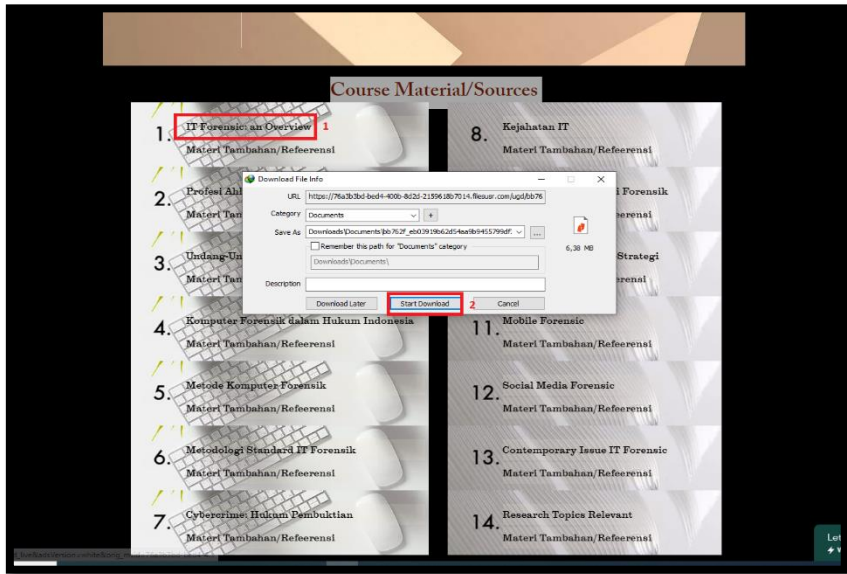 Course Material/Sources
1. IT Forensic: an Overview 1
Materi Tambahan/Refeerensi
2. Profesi Ahl
Materi Tan
3. Undang-Un
Materi Tan
4. Komputer Forensik dalam Hukum Indonesia
Materi Tambahan/Refeerensi
5. Metode Komputer Forensik
Materi Tambahan/Refeerensi
6. Metodologi Standard IT Forensik
Materi Tambahan/Refeerensi
7. Cybercrime: Hukum Pembuktian
Materi Tambahan/Refeerensi
8. Kejahatan IT
Materi Tambahan/Refeerensi
i Forensik
eerensi
Strategi
erensi
11. Mobile Forensic
Materi Tambahan/Refeerensi
12. Social Media Forensic
Materi Tambahan/Refeerensi
13. Contemporary Issue IT Forensic
Materi Tambahan/Refeerensi
14. Research Topics Relevant
Materi Tambahan/Refeerensi
Download File Info
URL https://76a3b3bd-bed4-400b-8d2d-2159618b7014.filesusr.com/ugd/bb76
Category Documents +
Save As Downloads\Documents\bb762f_eb03919b62d54aa9b9455799df. ...
Remember this path for "Documents" category
Downloads\Documents\
6,38 MB
Description
Download Later Start Download 2 Cancel
Let